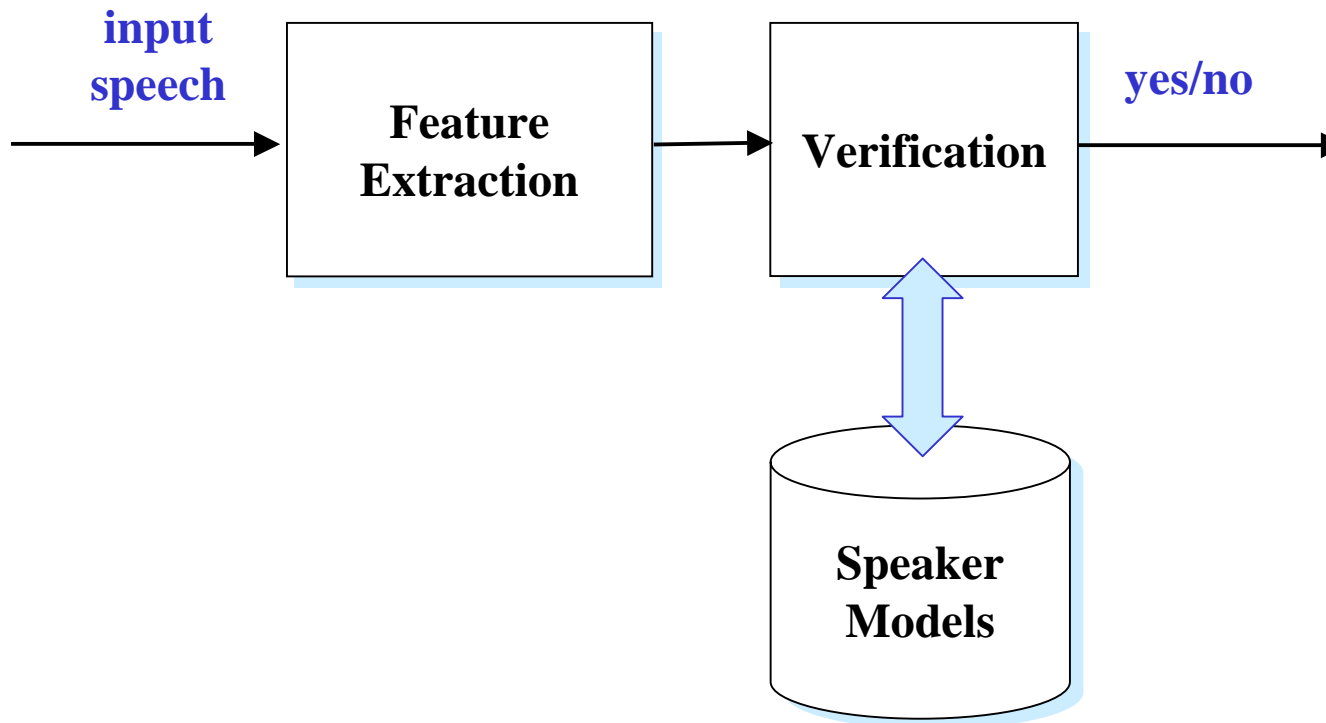 input
speech
Feature
Extraction
Verification
yes/no
Speaker
Models